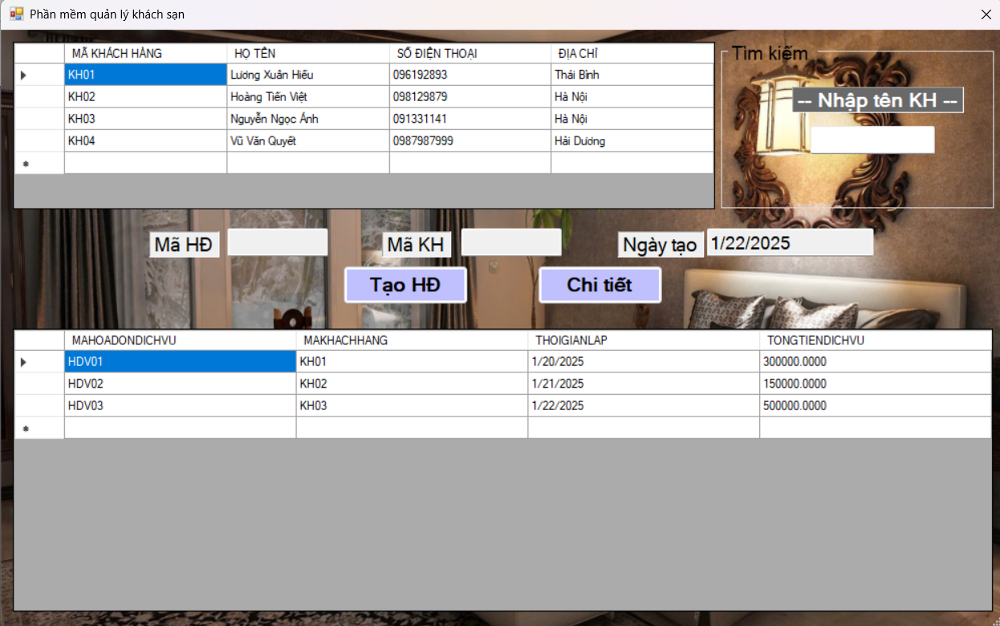 Phần mềm quản lý khách sạn
MÃ KHÁCH HÀNG HỌ TÊN SỐ ĐIỆN THOẠI ĐỊA CHỈ
KH01 Lương Xuân Hiếu 096192893 Thái Bình
KH02 Hoàng Tiến Việt 098129879 Hà Nội
KH03 Nguyễn Ngọc Ánh 091331141 Hà Nội
KH04 Vũ Văn Quyết 0987987999 Hải Dương
Tìm kiếm
-- Nhập tên KH --
Mã HĐ Mã KH Ngày tạo 1/22/2025
Tạo HĐ Chi tiết
MAHOADONDICHVU MAKHACHHANG THOIGIANLAP TONGTIENDICHVU
HDV01 KH01 1/20/2025 300000.0000
HDV02 KH02 1/21/2025 150000.0000
HDV03 KH03 1/22/2025 500000.0000